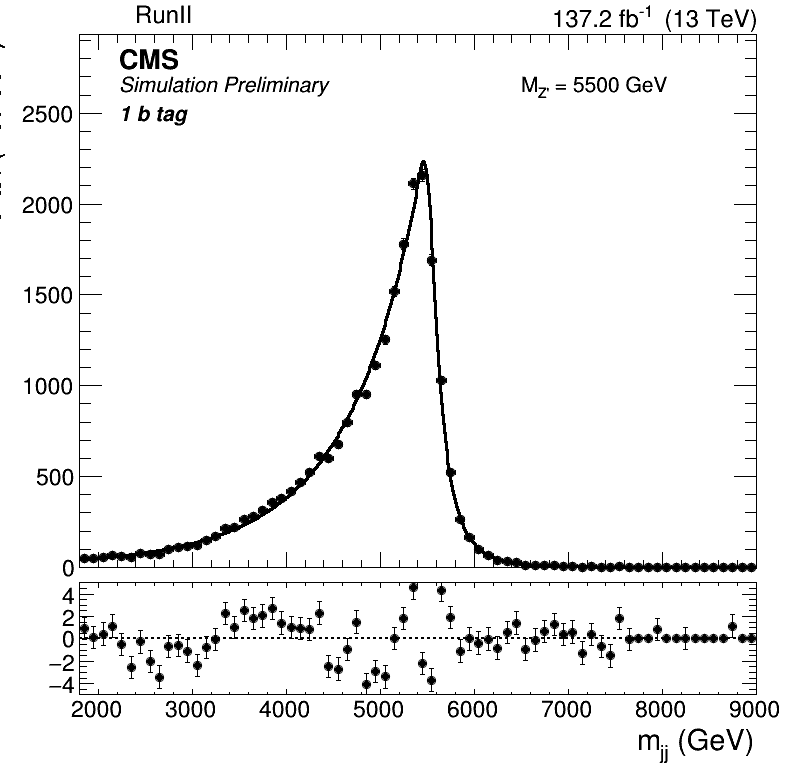 RunII 137.2 fb⁻¹ (13 TeV)
CMS
Simulation Preliminary
M_Z' = 5500 GeV
1 b tag
2500
2000
1500
1000
500
0
4
2
0
−2
−4
2000 3000 4000 5000 6000 7000 8000 9000
m_jj (GeV)